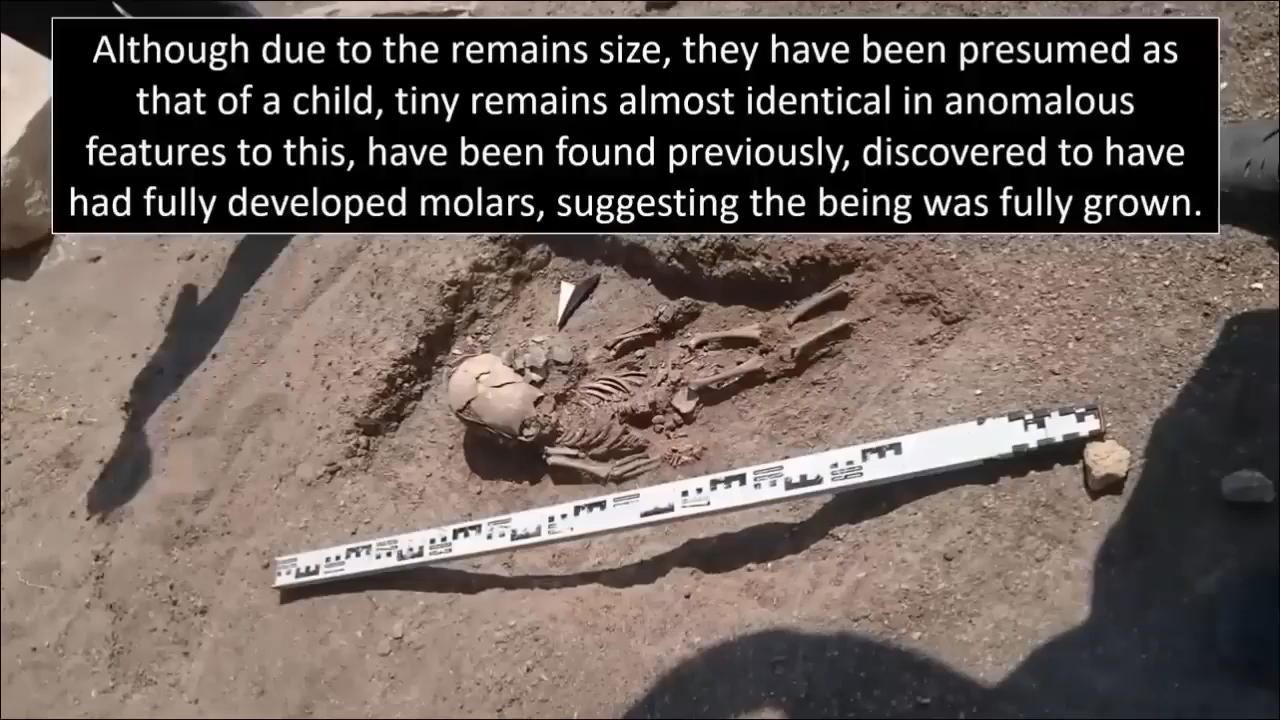 Although due to the remains size, they have been presumed as
that of a child, tiny remains almost identical in anomalous
features to this, have been found previously, discovered to have
had fully developed molars, suggesting the being was fully grown.